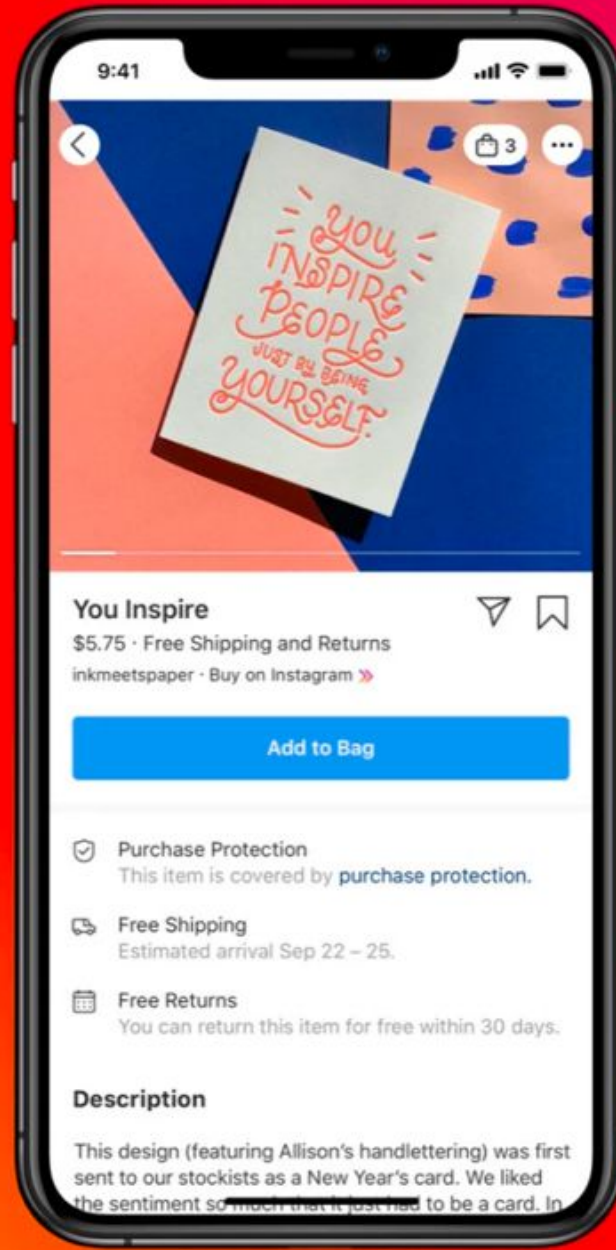 9:41
3
YOU
INSPIRE
PEOPLE
JUST BY BEING
YOURSELF.
You Inspire
$5.75 · Free Shipping and Returns
inkmeetspaper · Buy on Instagram
Add to Bag
Purchase Protection
This item is covered by purchase protection.
Free Shipping
Estimated arrival Sep 22 – 25.
Free Returns
You can return this item for free within 30 days.
Description
This design (featuring Allison's handlettering) was first
sent to our stockists as a New Year's card. We liked
the sentiment so much that it just had to be a card. In